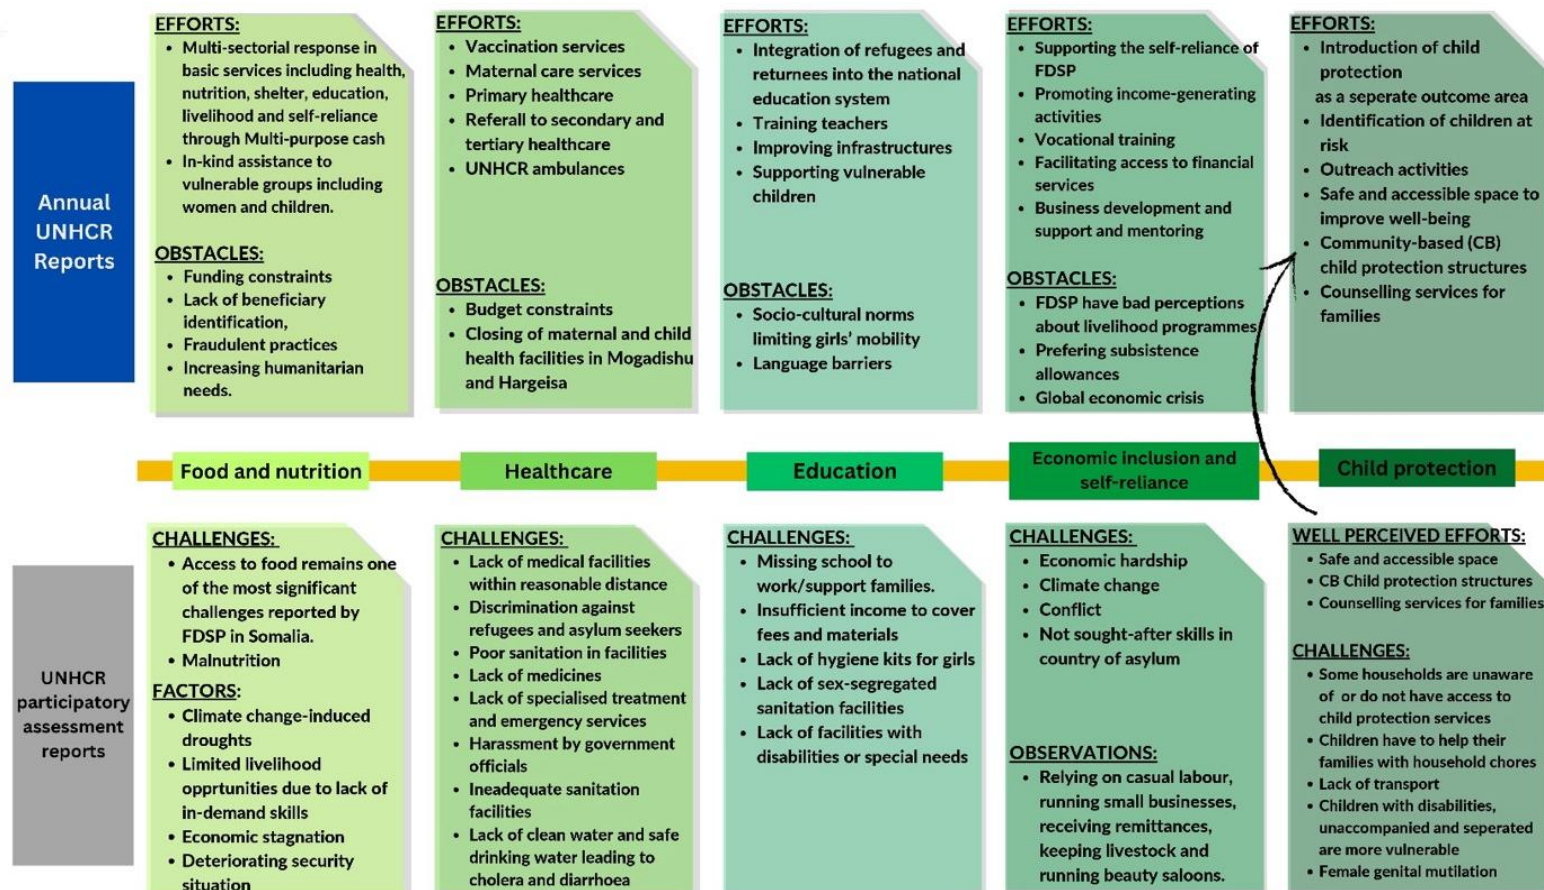 EFFORTS:
• Multi-sectorial response in
basic services including health,
nutrition, shelter, education,
livelihood and self-reliance
through Multi-purpose cash
• In-kind assistance to
vulnerable groups including
women and children.
OBSTACLES:
• Funding constraints
• Lack of beneficiary
identification,
• Fraudulent practices
• Increasing humanitarian
needs.
EFFORTS:
• Vaccination services
• Maternal care services
• Primary healthcare
• Referall to secondary and
tertiary healthcare
• UNHCR ambulances
OBSTACLES:
• Budget constraints
• Closing of maternal and child
health facilities in Mogadishu
and Hargeisa
EFFORTS:
• Integration of refugees and
returnees into the national
education system
• Training teachers
• Improving infrastructures
• Supporting vulnerable
children
OBSTACLES:
• Socio-cultural norms
limiting girls' mobility
• Language barriers
EFFORTS:
• Supporting the self-reliance of
FDSP
• Promoting income-generating
activities
• Vocational training
• Facilitating access to financial
services
• Business development and
support and mentoring
OBSTACLES:
• FDSP have bad perceptions
about livelihood programmes
• Prefering subsistence
allowances
• Global economic crisis
EFFORTS:
• Introduction of child
protection
as a seperate outcome area
• Identification of children at
risk
• Outreach activities
• Safe and accessible space to
improve well-being
• Community-based (CB)
child protection structures
• Counselling services for
families
Annual
UNHCR
Reports
Food and nutrition
Healthcare
Education
Economic inclusion and
self-reliance
Child protection
UNHCR
participatory
assessment
reports
CHALLENGES:
• Access to food remains one
of the most significant
challenges reported by
FDSP in Somalia.
• Malnutrition
FACTORS:
• Climate change-induced
droughts
• Limited livelihood
opprtunities due to lack of
in-demand skills
• Economic stagnation
• Deteriorating security
situation
CHALLENGES:
• Lack of medical facilities
within reasonable distance
• Discrimination against
refugees and asylum seekers
• Poor sanitation in facilities
• Lack of medicines
• Lack of specialised treatment
and emergency services
• Harassment by government
officials
• Ineadequate sanitation
facilities
• Lack of clean water and safe
drinking water leading to
cholera and diarrhoea
CHALLENGES:
• Missing school to
work/support families.
• Insufficient income to cover
fees and materials
• Lack of hygiene kits for girls
• Lack of sex-segregated
sanitation facilities
• Lack of facilities with
disabilities or special needs
CHALLENGES:
• Economic hardship
• Climate change
• Conflict
• Not sought-after skills in
country of asylum
OBSERVATIONS:
• Relying on casual labour,
running small businesses,
receiving remittances,
keeping livestock and
running beauty saloons.
WELL PERCEIVED EFFORTS:
• Safe and accessible space
• CB Child protection structures
• Counselling services for families
CHALLENGES:
• Some households are unaware
of or do not have access to
child protection services
• Children have to help their
families with household chores
• Lack of transport
• Children with disabilities,
unaccompanied and seperated
are more vulnerable
• Female genital mutilation